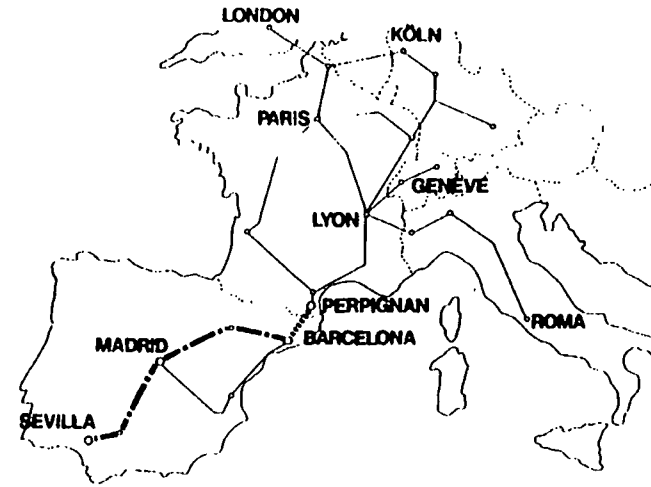 LONDON
KÖLN
PARIS
GENÈVE
LYON
PERPIGNAN
ROMA
BARCELONA
MADRID
SEVILLA